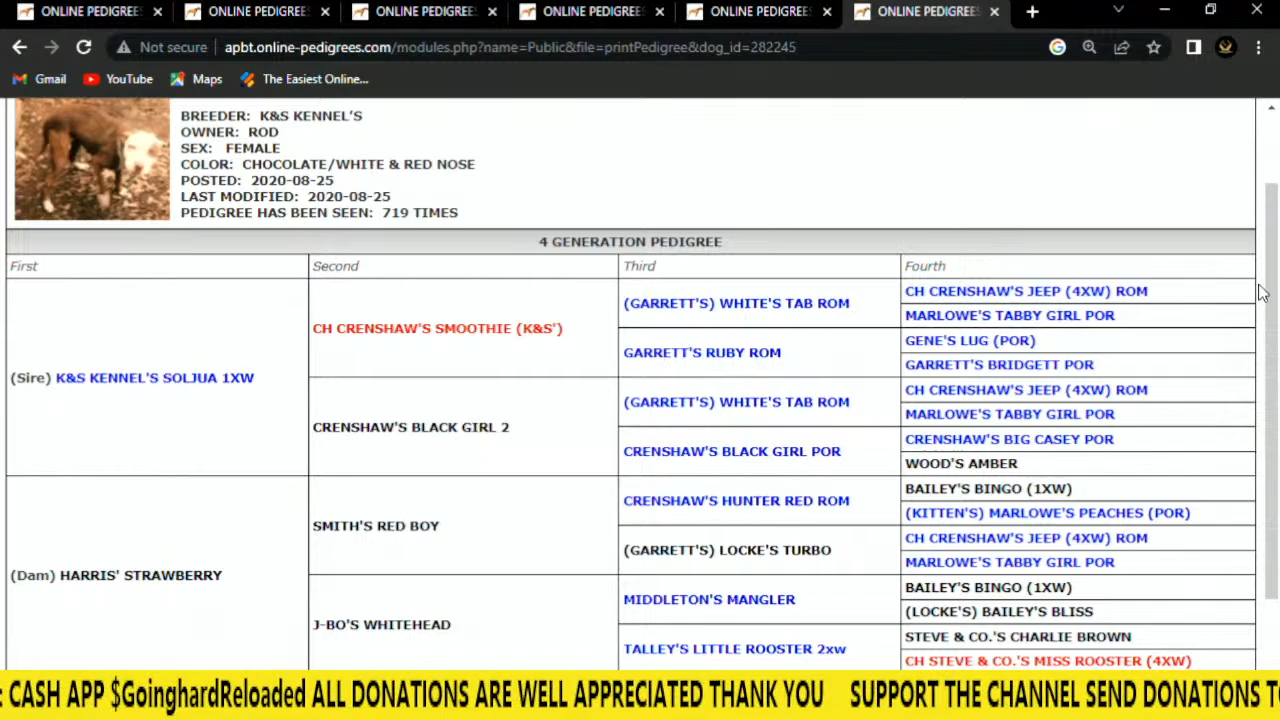 ONLINE PEDIGREES ONLINE PEDIGREES ONLINE PEDIGREES ONLINE PEDIGREES ONLINE PEDIGREES ONLINE PEDIGREES
Not secure apbt.online-pedigrees.com/modules.php?name=Public&file=printPedigree&dog_id=282245
Gmail YouTube Maps The Easiest Online...
BREEDER: K&S KENNEL'S
OWNER: ROD
SEX: FEMALE
COLOR: CHOCOLATE/WHITE & RED NOSE
POSTED: 2020-08-25
LAST MODIFIED: 2020-08-25
PEDIGREE HAS BEEN SEEN: 719 TIMES
4 GENERATION PEDIGREE
First Second Third Fourth
(Sire) K&S KENNEL'S SOLJUA 1XW
CH CRENSHAW'S SMOOTHIE (K&S')
(GARRETT'S) WHITE'S TAB ROM
CH CRENSHAW'S JEEP (4XW) ROM
MARLOWE'S TABBY GIRL POR
GARRETT'S RUBY ROM
GENE'S LUG (POR)
GARRETT'S BRIDGETT POR
CRENSHAW'S BLACK GIRL 2
(GARRETT'S) WHITE'S TAB ROM
CH CRENSHAW'S JEEP (4XW) ROM
MARLOWE'S TABBY GIRL POR
CRENSHAW'S BLACK GIRL POR
CRENSHAW'S BIG CASEY POR
WOOD'S AMBER
(Dam) HARRIS' STRAWBERRY
SMITH'S RED BOY
CRENSHAW'S HUNTER RED ROM
BAILEY'S BINGO (1XW)
(KITTEN'S) MARLOWE'S PEACHES (POR)
(GARRETT'S) LOCKE'S TURBO
CH CRENSHAW'S JEEP (4XW) ROM
MARLOWE'S TABBY GIRL POR
J-BO'S WHITEHEAD
MIDDLETON'S MANGLER
BAILEY'S BINGO (1XW)
(LOCKE'S) BAILEY'S BLISS
TALLEY'S LITTLE ROOSTER 2xw
STEVE & CO.'S CHARLIE BROWN
CH STEVE & CO.'S MISS ROOSTER (4XW)
: CASH APP $GoinghardReloaded ALL DONATIONS ARE WELL APPRECIATED THANK YOU SUPPORT THE CHANNEL SEND DONATIONS TO